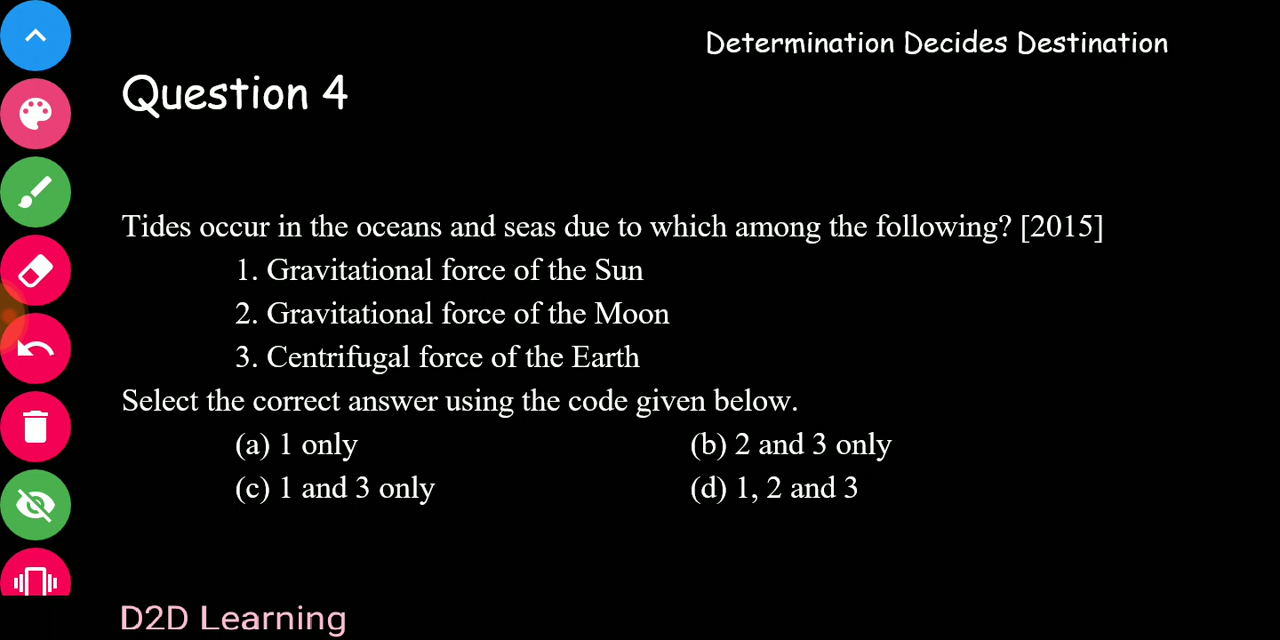 Determination Decides Destination
Question 4
Tides occur in the oceans and seas due to which among the following? [2015]
1. Gravitational force of the Sun
2. Gravitational force of the Moon
3. Centrifugal force of the Earth
Select the correct answer using the code given below.
(a) 1 only (b) 2 and 3 only
(c) 1 and 3 only (d) 1, 2 and 3
D2D Learning